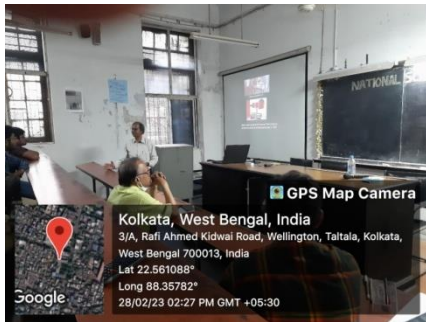 NATIONAL
GPS Map Camera
Kolkata, West Bengal, India
3/A, Rafi Ahmed Kidwai Road, Wellington, Taltala, Kolkata,
West Bengal 700013, India
Lat 22.561088°
Long 88.35782°
28/02/23 02:27 PM GMT +05:30
Google